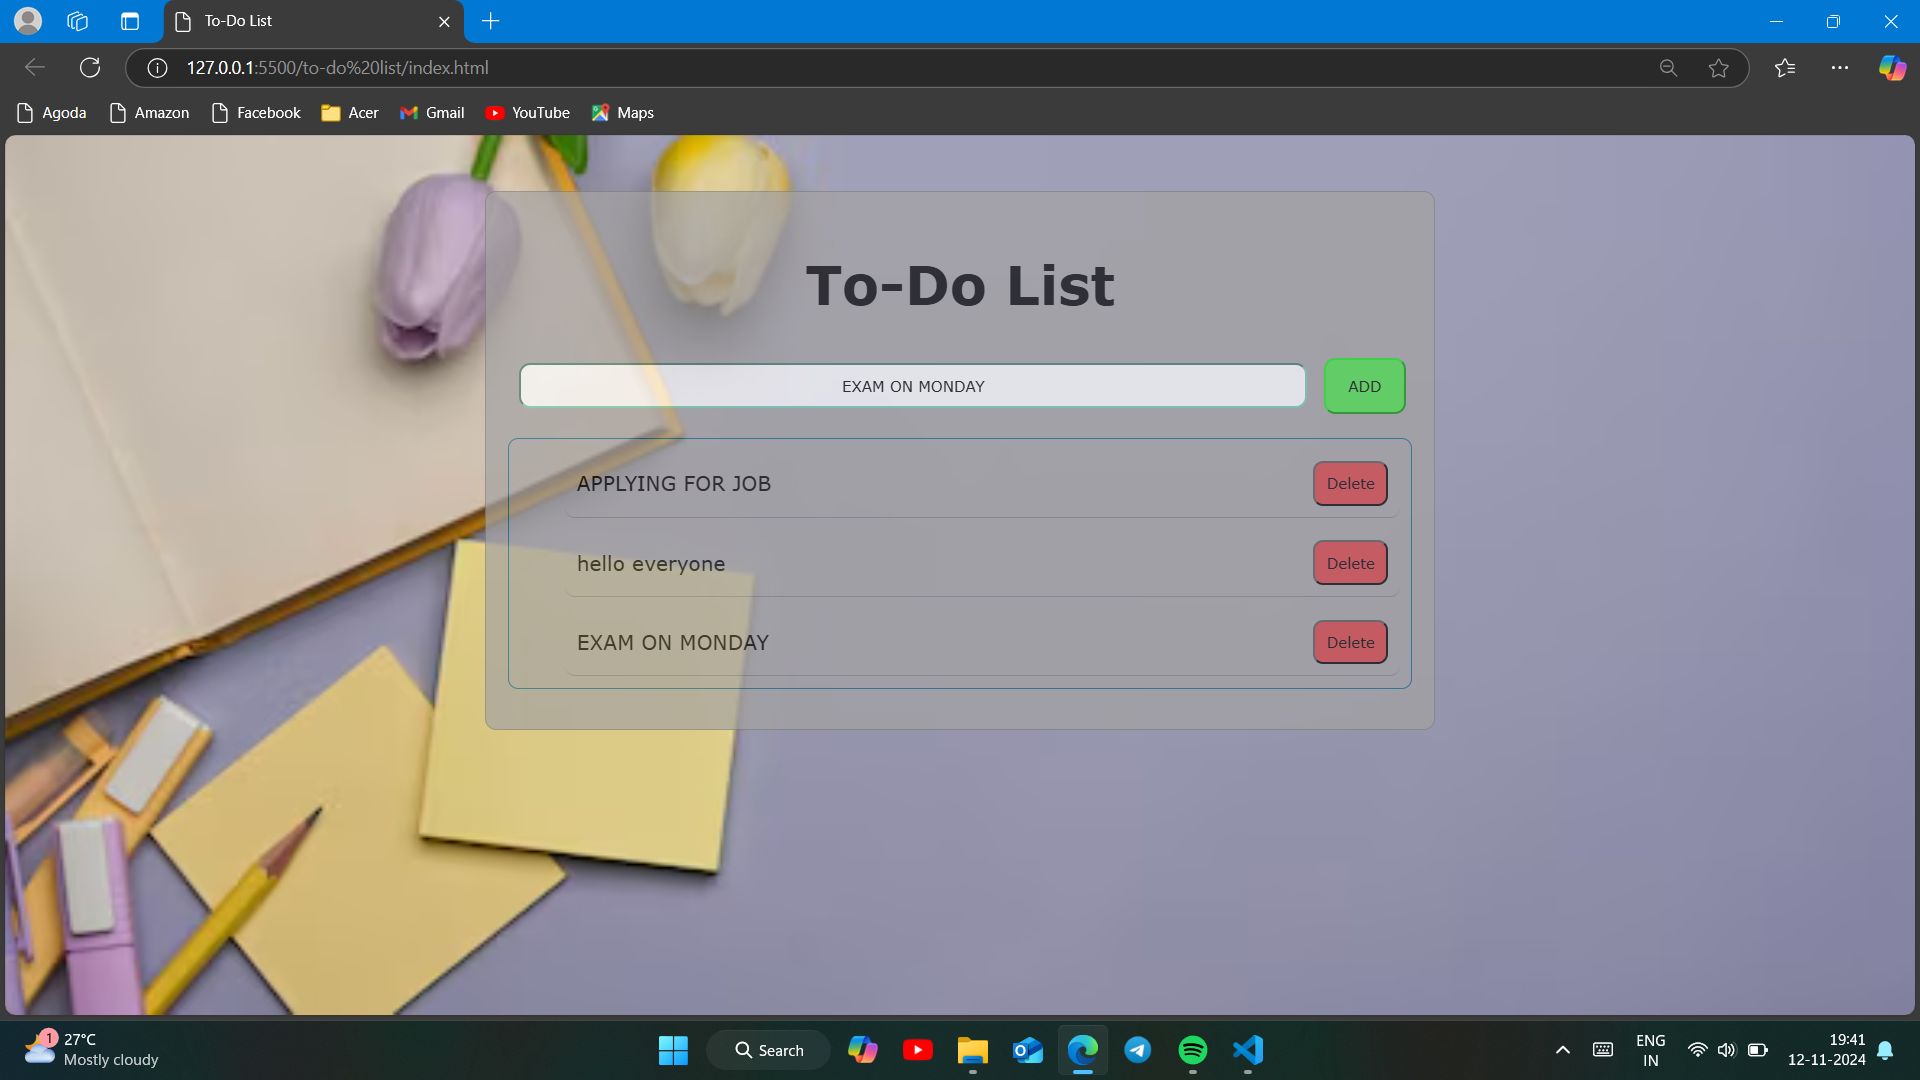 To-Do List
127.0.0.1:5500/to-do%20list/index.html
Agoda Amazon Facebook Acer Gmail YouTube Maps
To-Do List
EXAM ON MONDAY ADD
APPLYING FOR JOB Delete
hello everyone Delete
EXAM ON MONDAY Delete
1 27°C
Mostly cloudy
Search
ENG
IN
19:41
12-11-2024